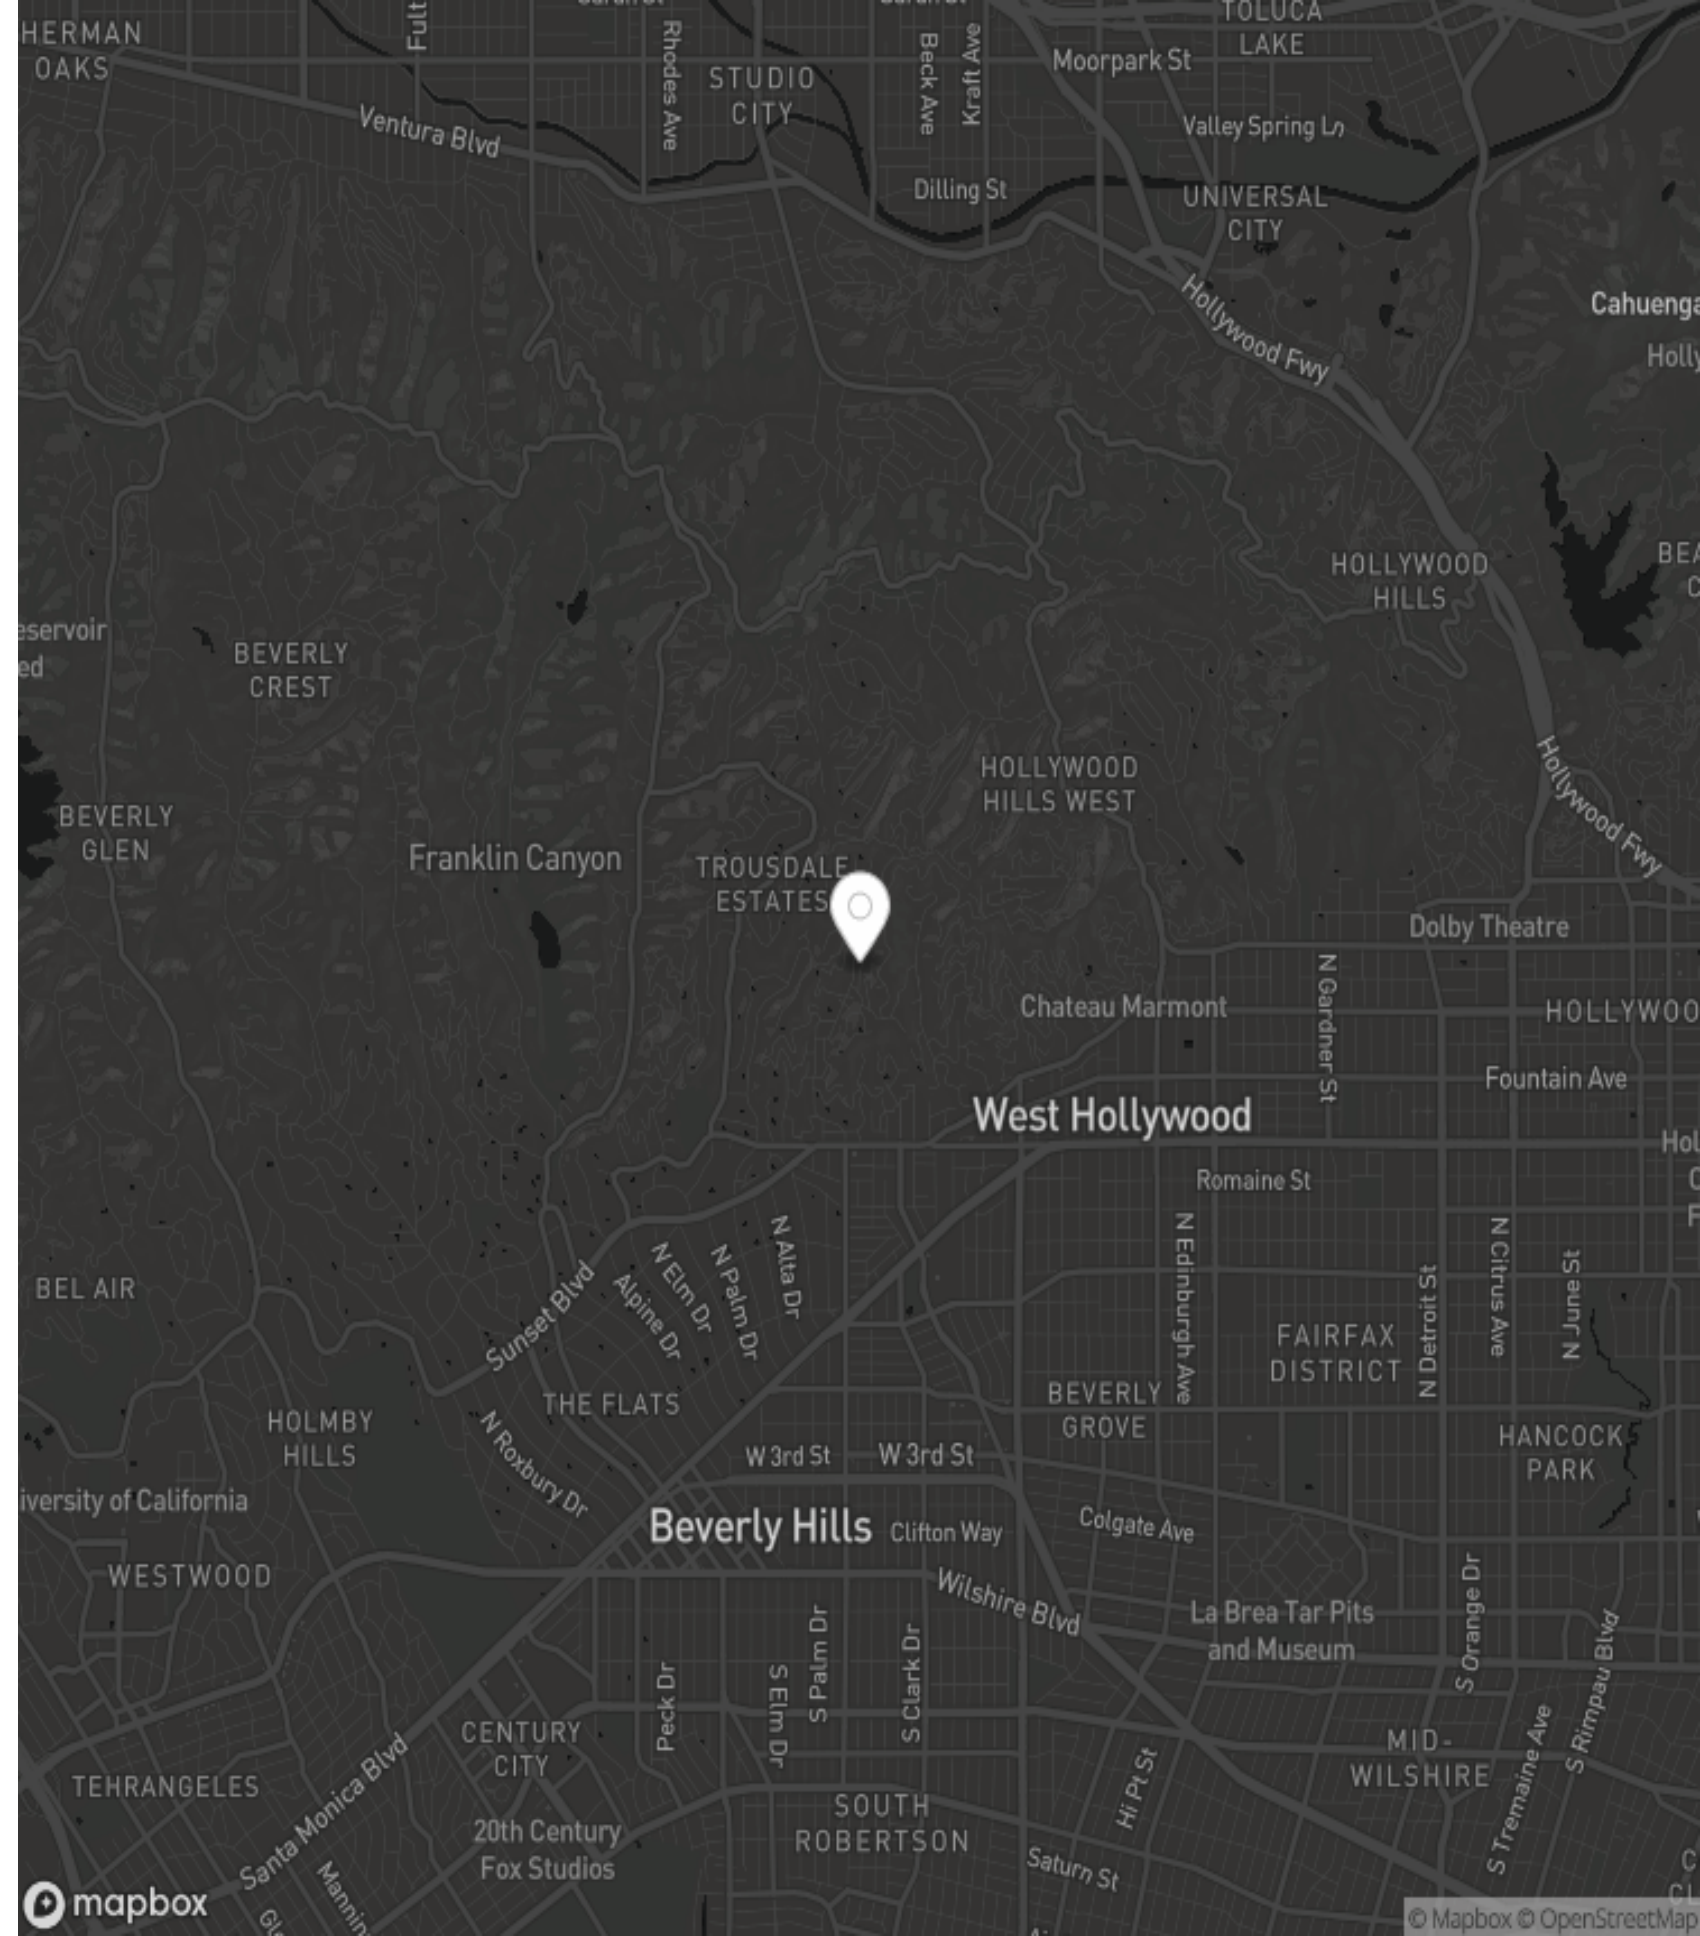 TOLUCA
LAKE
HERMAN
OAKS
Fult
Rhodes Ave
STUDIO
CITY
Beck Ave
Kraft Ave
Moorpark St
Ventura Blvd
Valley Spring Ln
Dilling St
UNIVERSAL
CITY
Hollywood Fwy
Cahuenga
Holly
HOLLYWOOD
HILLS
BEA
C
eservoir
ed
BEVERLY
CREST
HOLLYWOOD
HILLS WEST
Hollywood Fwy
BEVERLY
GLEN
Franklin Canyon
TROUSDALE
ESTATES
Dolby Theatre
N Gardner St
Chateau Marmont
HOLLYWOO
Fountain Ave
West Hollywood
Hol
C
F
Romaine St
N Edinburgh Ave
N Detroit St
N Citrus Ave
N June St
BEL AIR
Sunset Blvd
Alpine Dr
N Elm Dr
N Palm Dr
N Alta Dr
FAIRFAX
DISTRICT
THE FLATS
BEVERLY
GROVE
HOLMBY
HILLS
N Roxbury Dr
HANCOCK
PARK
W 3rd St
W 3rd St
iversity of California
Beverly Hills
Clifton Way
Colgate Ave
WESTWOOD
Wilshire Blvd
La Brea Tar Pits
and Museum
S Orange Dr
S Rimpau Blvd
Peck Dr
S Elm Dr
S Palm Dr
S Clark Dr
CENTURY
CITY
MID-
WILSHIRE
S Tremaine Ave
TEHRANGELES
Santa Monica Blvd
Hi Pt St
SOUTH
ROBERTSON
20th Century
Fox Studios
Saturn St
Mannin
mapbox
© Mapbox © OpenStreetMap